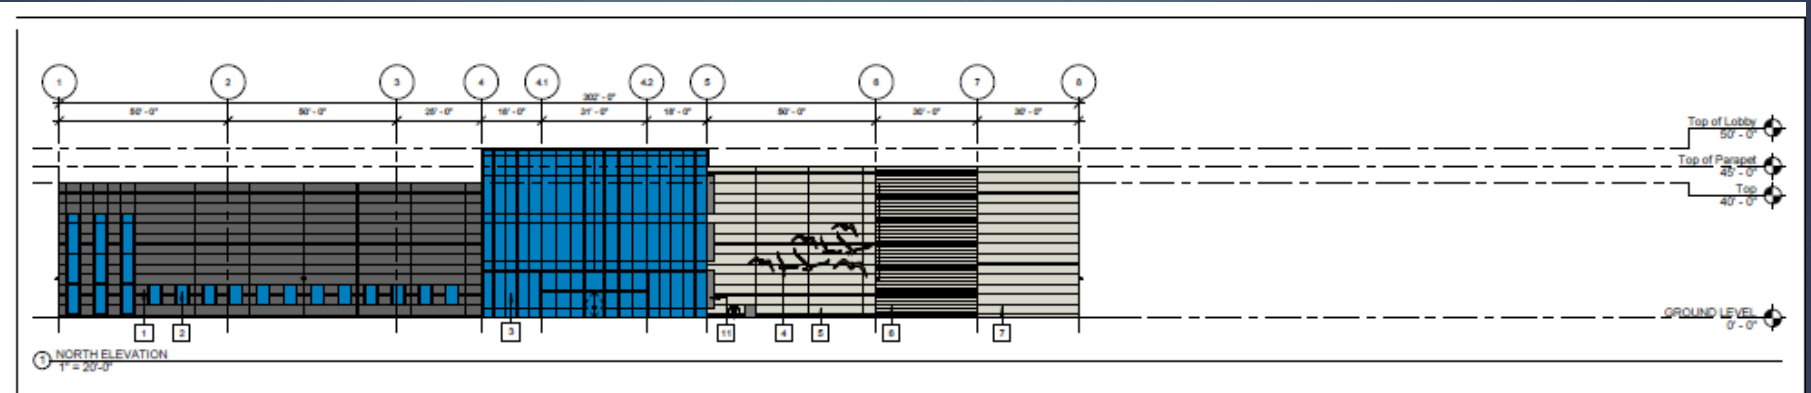 1 2 3 4 4.1 4.2 5 6 7 8
302' - 0"
50' - 0" 50' - 0" 25' - 0" 18' - 0" 31' - 0" 18' - 0" 50' - 0" 30' - 0" 30' - 0"
Top of Lobby
50' - 0"
Top of Parapet
45' - 0"
Top
40' - 0"
GROUND LEVEL
0' - 0"
1 2 3 11 4 5 6 7
1 NORTH ELEVATION
1" = 20'-0"